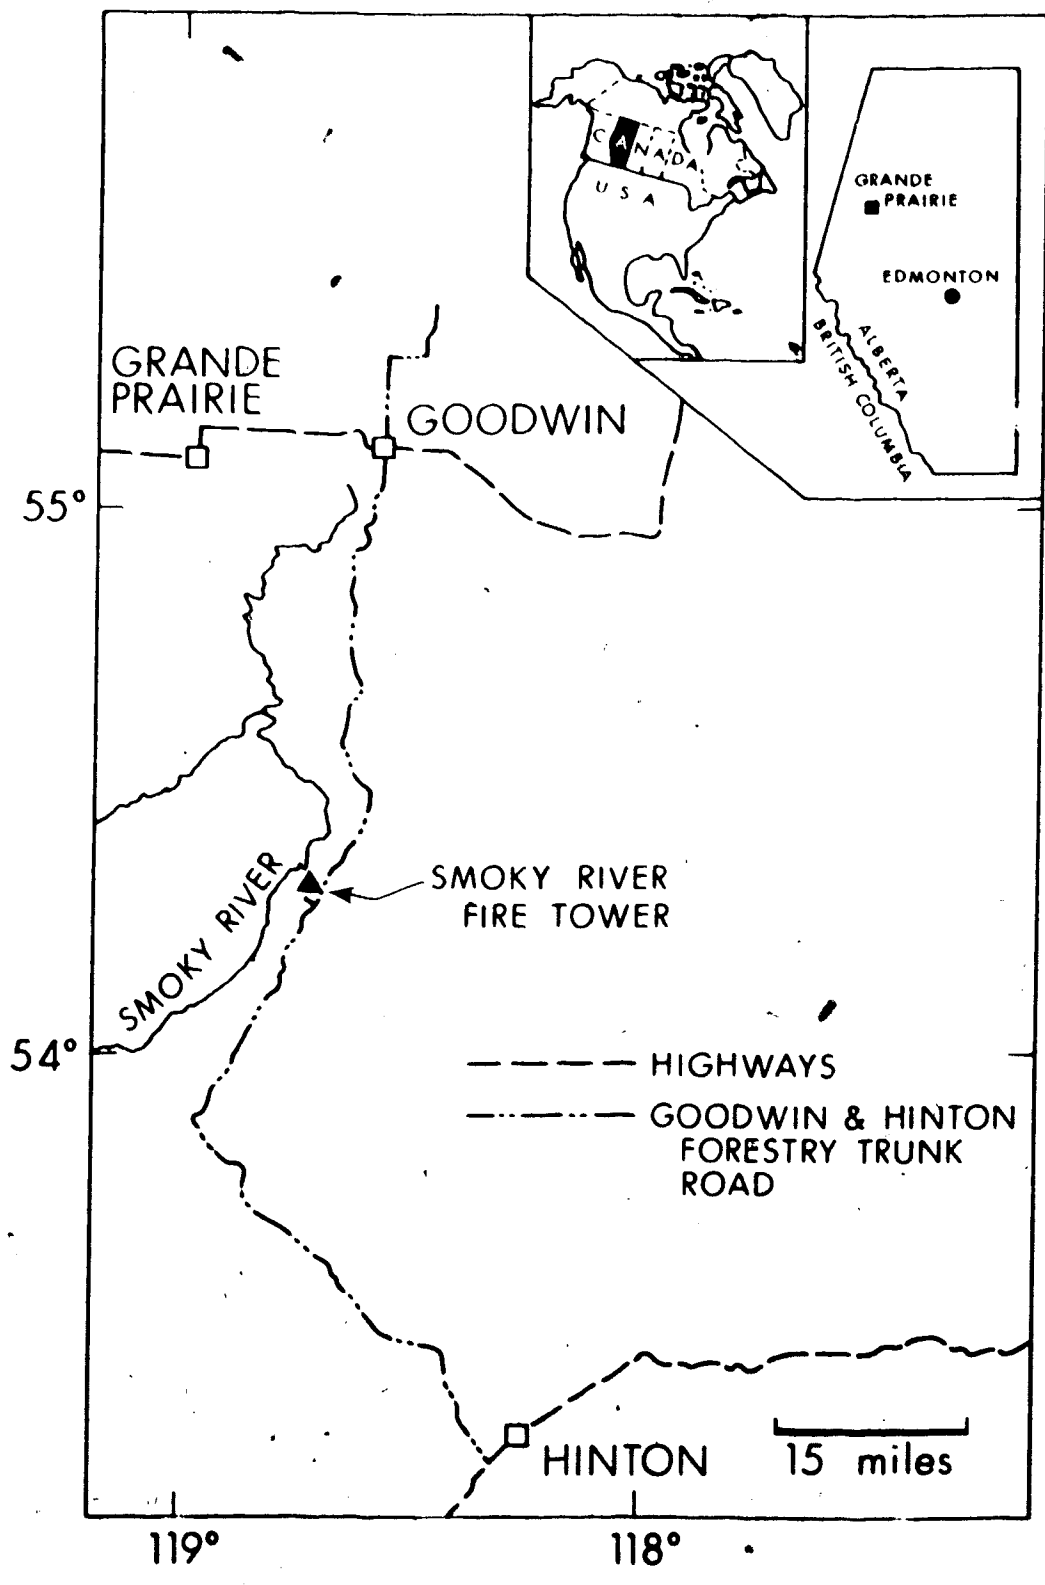 CANADA
USA
GRANDE
PRAIRIE
EDMONTON
ALBERTA
BRITISH COLUMBIA
GRANDE
PRAIRIE
GOODWIN
55°
SMOKY RIVER
SMOKY RIVER
FIRE TOWER
54°
HIGHWAYS
GOODWIN & HINTON
FORESTRY TRUNK
ROAD
HINTON
15 miles
119°
118°